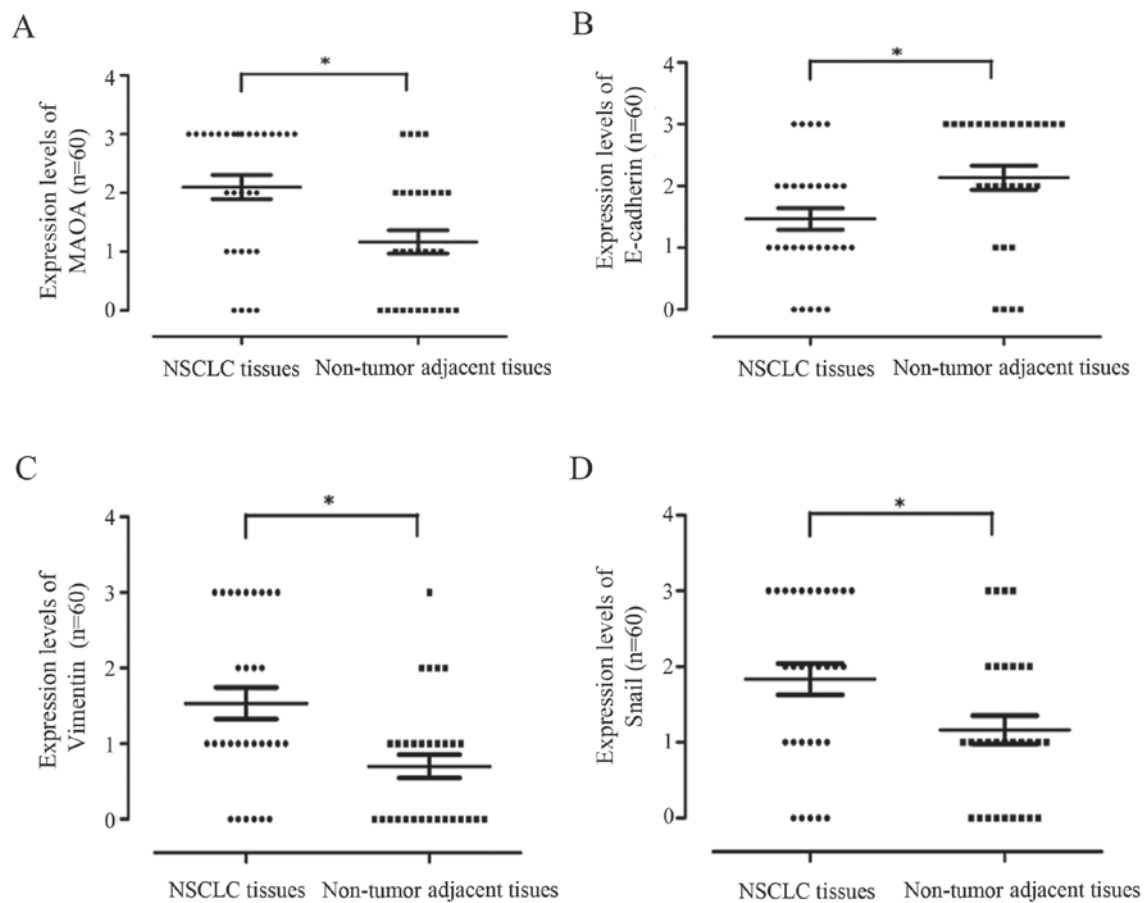 A
Expression levels of
MAOA (n=60)
4
3
2
1
0
*
NSCLC tissues
Non-tumor adjacent tisues
B
Expression levels of
E-cadherin (n=60)
4
3
2
1
0
*
NSCLC tissues
Non-tumor adjacent tissues
C
Expression levels of
Vimentin (n=60)
4
3
2
1
0
*
NSCLC tissues
Non-tumor adjacent tisues
D
Expression levels of
Snail (n=60)
4
3
2
1
0
*
NSCLC tissues
Non-tumor adjacent tisues